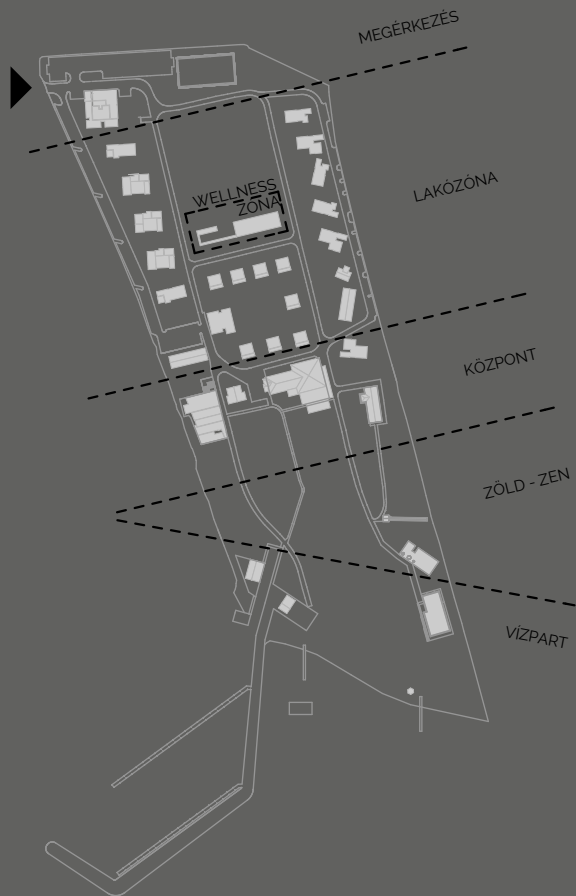 MEGÉRKEZÉS
LAKÓZÓNA
WELLNESS
ZÓNA
KÖZPONT
ZÖLD - ZEN
VÍZPART